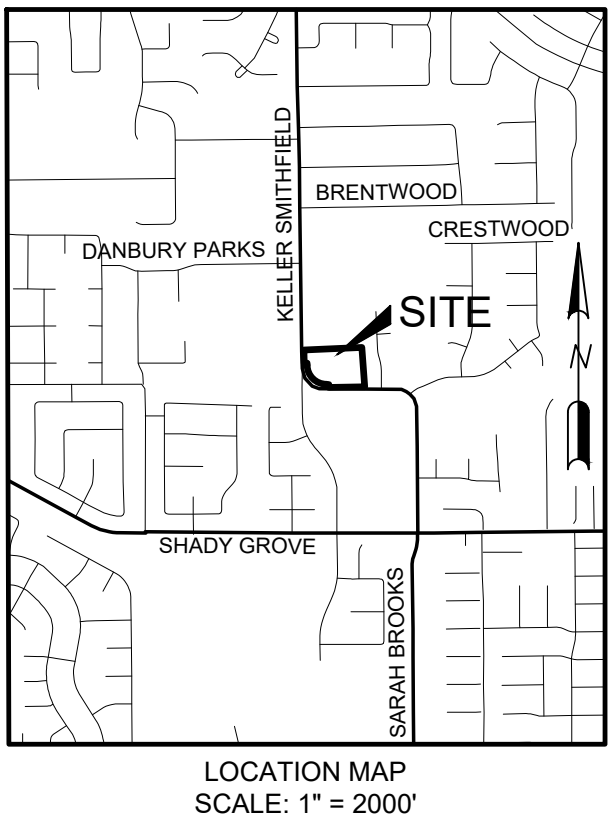 KELLER SMITHFIELD
BRENTWOOD
CRESTWOOD
DANBURY PARKS
SITE
N
SHADY GROVE
SARAH BROOKS
LOCATION MAP
SCALE: 1" = 2000'